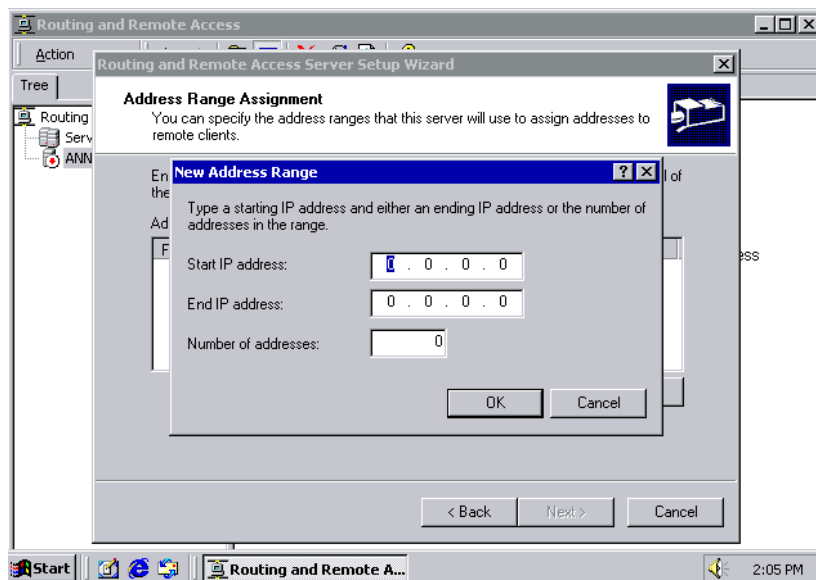 Routing and Remote Access
Action
Routing and Remote Access Server Setup Wizard
Tree
Address Range Assignment
You can specify the address ranges that this server will use to assign addresses to
remote clients.
Routing
Serv
ANN
En
l of
the
New Address Range
Type a starting IP address and either an ending IP address or the number of
addresses in the range.
Ad
F
ess
Start IP address: 0 . 0 . 0 . 0
End IP address: 0 . 0 . 0 . 0
Number of addresses: 0
OK Cancel
< Back Next > Cancel
Start Routing and Remote A... 2:05 PM